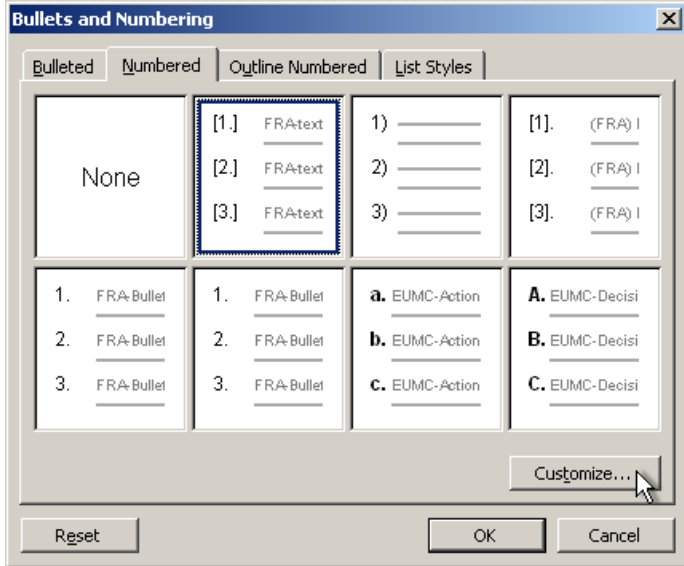 Bullets and Numbering
Bulleted Numbered Outline Numbered List Styles
None
[1.] FRA-text
[2.] FRA-text
[3.] FRA-text
1)
2)
3)
[1]. (FRA) I
[2]. (FRA) I
[3]. (FRA) I
1. FRA-Bullet
2. FRA-Bullet
3. FRA-Bullet
1. FRA-Bullet
2. FRA-Bullet
3. FRA-Bullet
a. EUMC-Action
b. EUMC-Action
c. EUMC-Action
A. EUMC-Decisi
B. EUMC-Decisi
C. EUMC-Decisi
Customize...
Reset OK Cancel